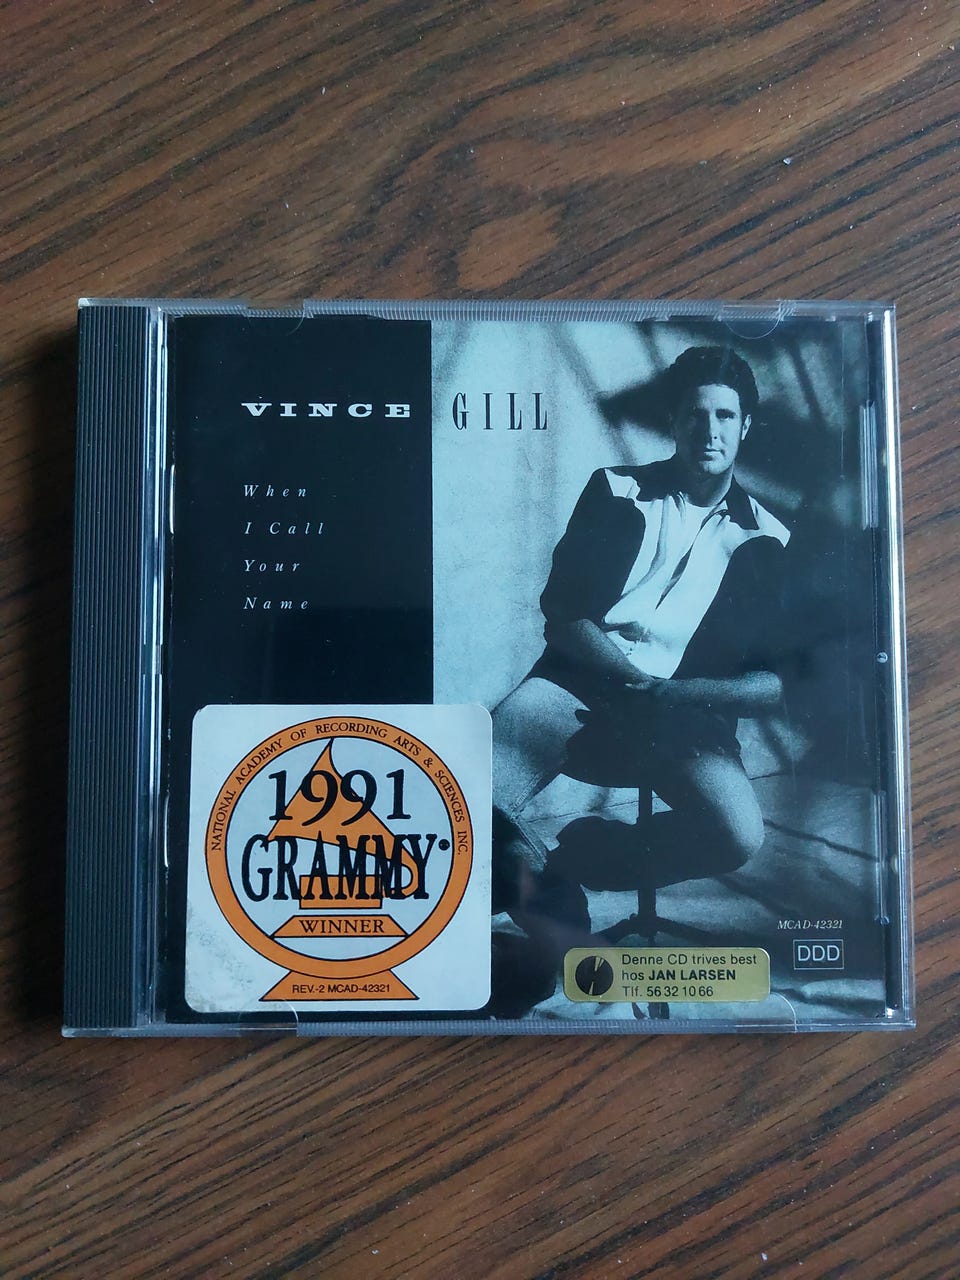 VINCE GILL
When
I Call
Your
Name
NATIONAL ACADEMY OF RECORDING ARTS & SCIENCES INC.
1991
GRAMMY®
WINNER
REV.-2 MCAD-42321
MCAD-42321
DDD
Denne CD trives best
hos JAN LARSEN
Tlf. 56 32 10 66